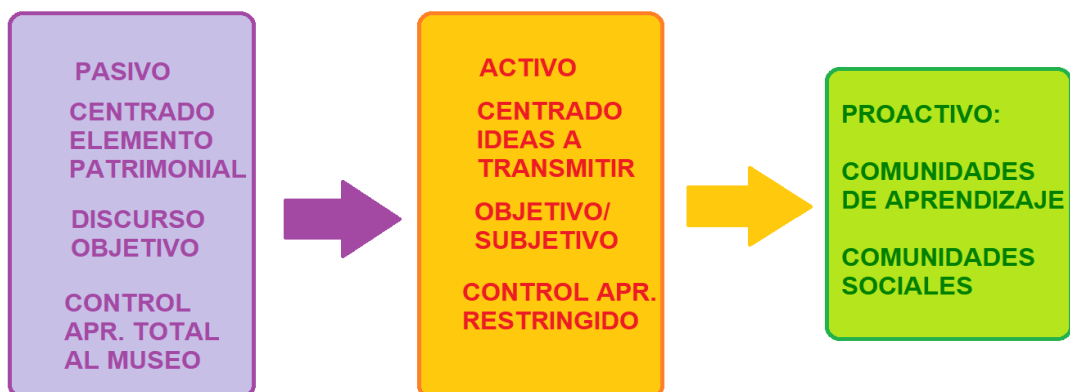 PASIVO
CENTRADO
ELEMENTO
PATRIMONIAL
DISCURSO
OBJETIVO
CONTROL
APR. TOTAL
AL MUSEO
ACTIVO
CENTRADO
IDEAS A
TRANSMITIR
OBJETIVO/
SUBJETIVO
CONTROL APR.
RESTRINGIDO
PROACTIVO:
COMUNIDADES
DE APRENDIZAJE
COMUNIDADES
SOCIALES